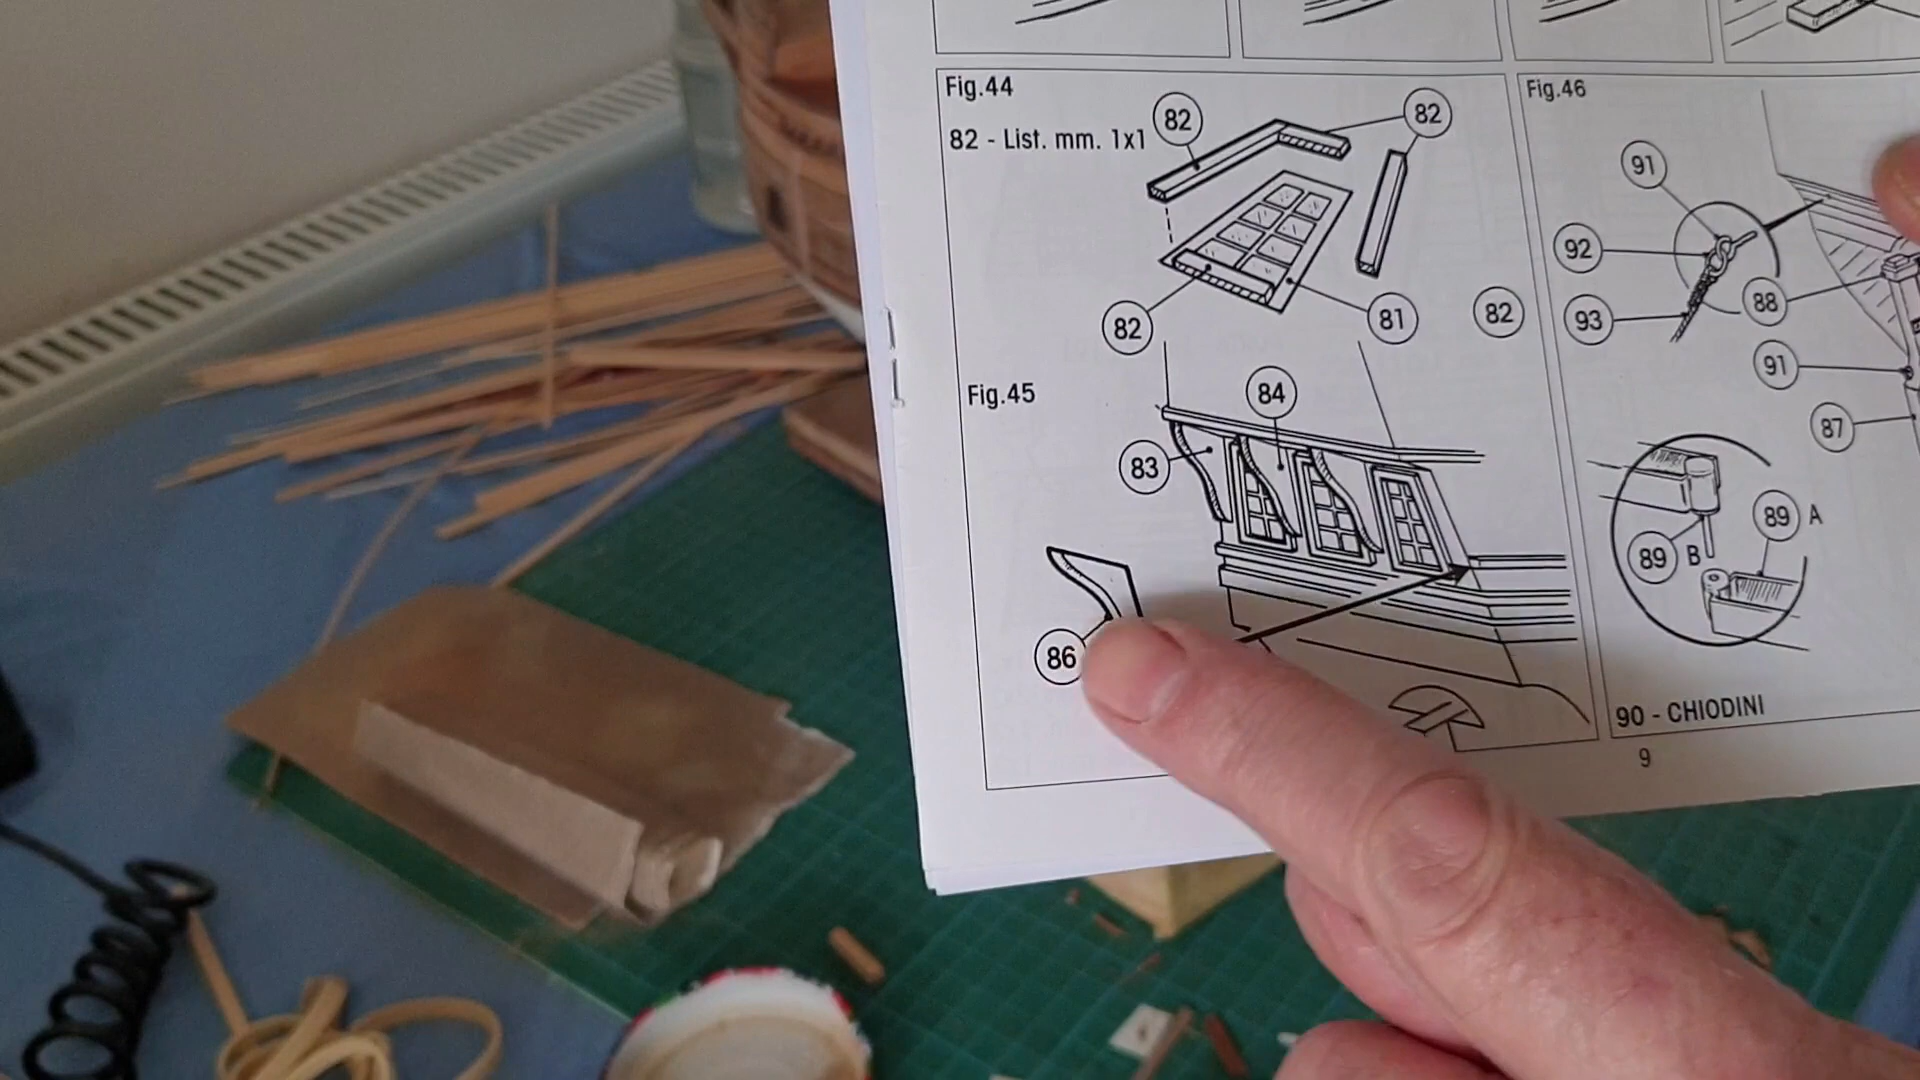 Fig.44
82 - List. mm. 1x1
82
82
82
81
82
Fig.45
84
83
86
Fig.46
91
92
93
88
91
87
89 A
89 B
90 - CHIODINI
9